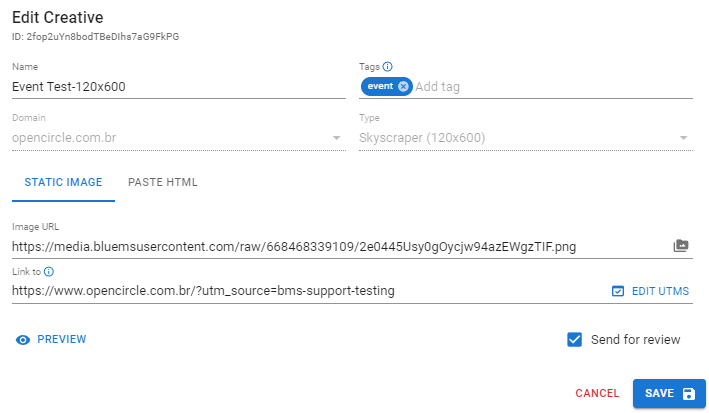 Edit Creative
ID: 2fop2uYn8bodTBeDIhs7aG9FkPG
Name
Tags
Event Test-120x600
event Add tag
Domain
Type
opencircle.com.br
Skyscraper (120x600)
STATIC IMAGE PASTE HTML
Image URL
https://media.bluemsusercontent.com/raw/668468339109/2e0445Usy0gOycjw94azEWgzTIF.png
Link to
https://www.opencircle.com.br/?utm_source=bms-support-testing
EDIT UTMS
PREVIEW
Send for review
CANCEL
SAVE